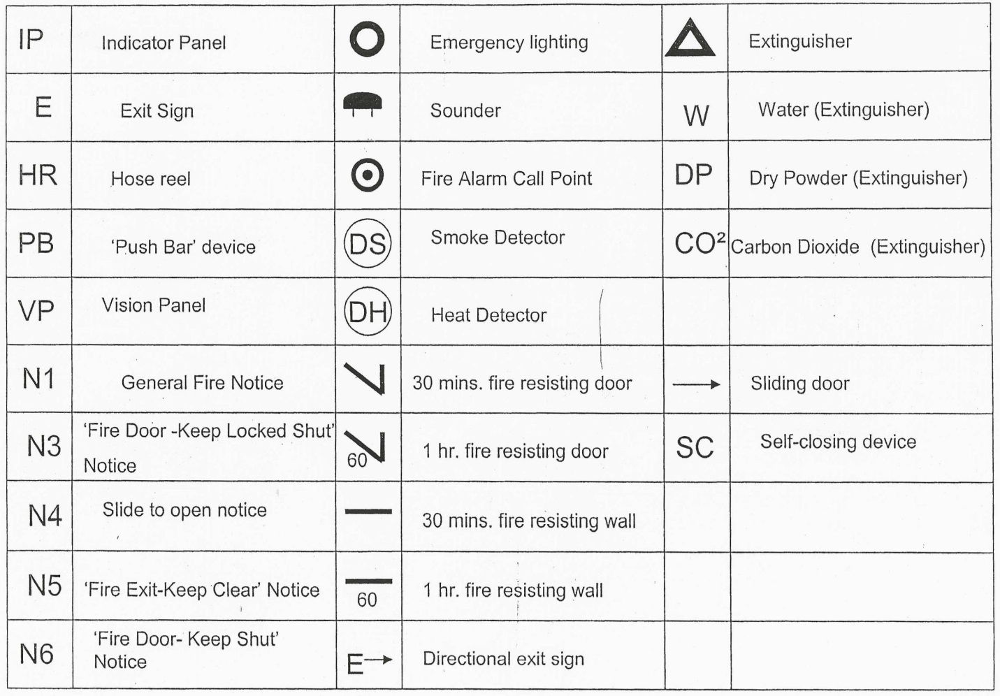 IP Indicator Panel Emergency lighting Extinguisher
E Exit Sign Sounder W Water (Extinguisher)
HR Hose reel Fire Alarm Call Point DP Dry Powder (Extinguisher)
PB ‘Push Bar’ device DS Smoke Detector CO² Carbon Dioxide (Extinguisher)
VP Vision Panel DH Heat Detector
N1 General Fire Notice 30 mins. fire resisting door Sliding door
N3 ‘Fire Door -Keep Locked Shut’
Notice 60 1 hr. fire resisting door SC Self-closing device
N4 Slide to open notice 30 mins. fire resisting wall
N5 ‘Fire Exit-Keep Clear’ Notice 60 1 hr. fire resisting wall
N6 ‘Fire Door- Keep Shut’
Notice E→ Directional exit sign